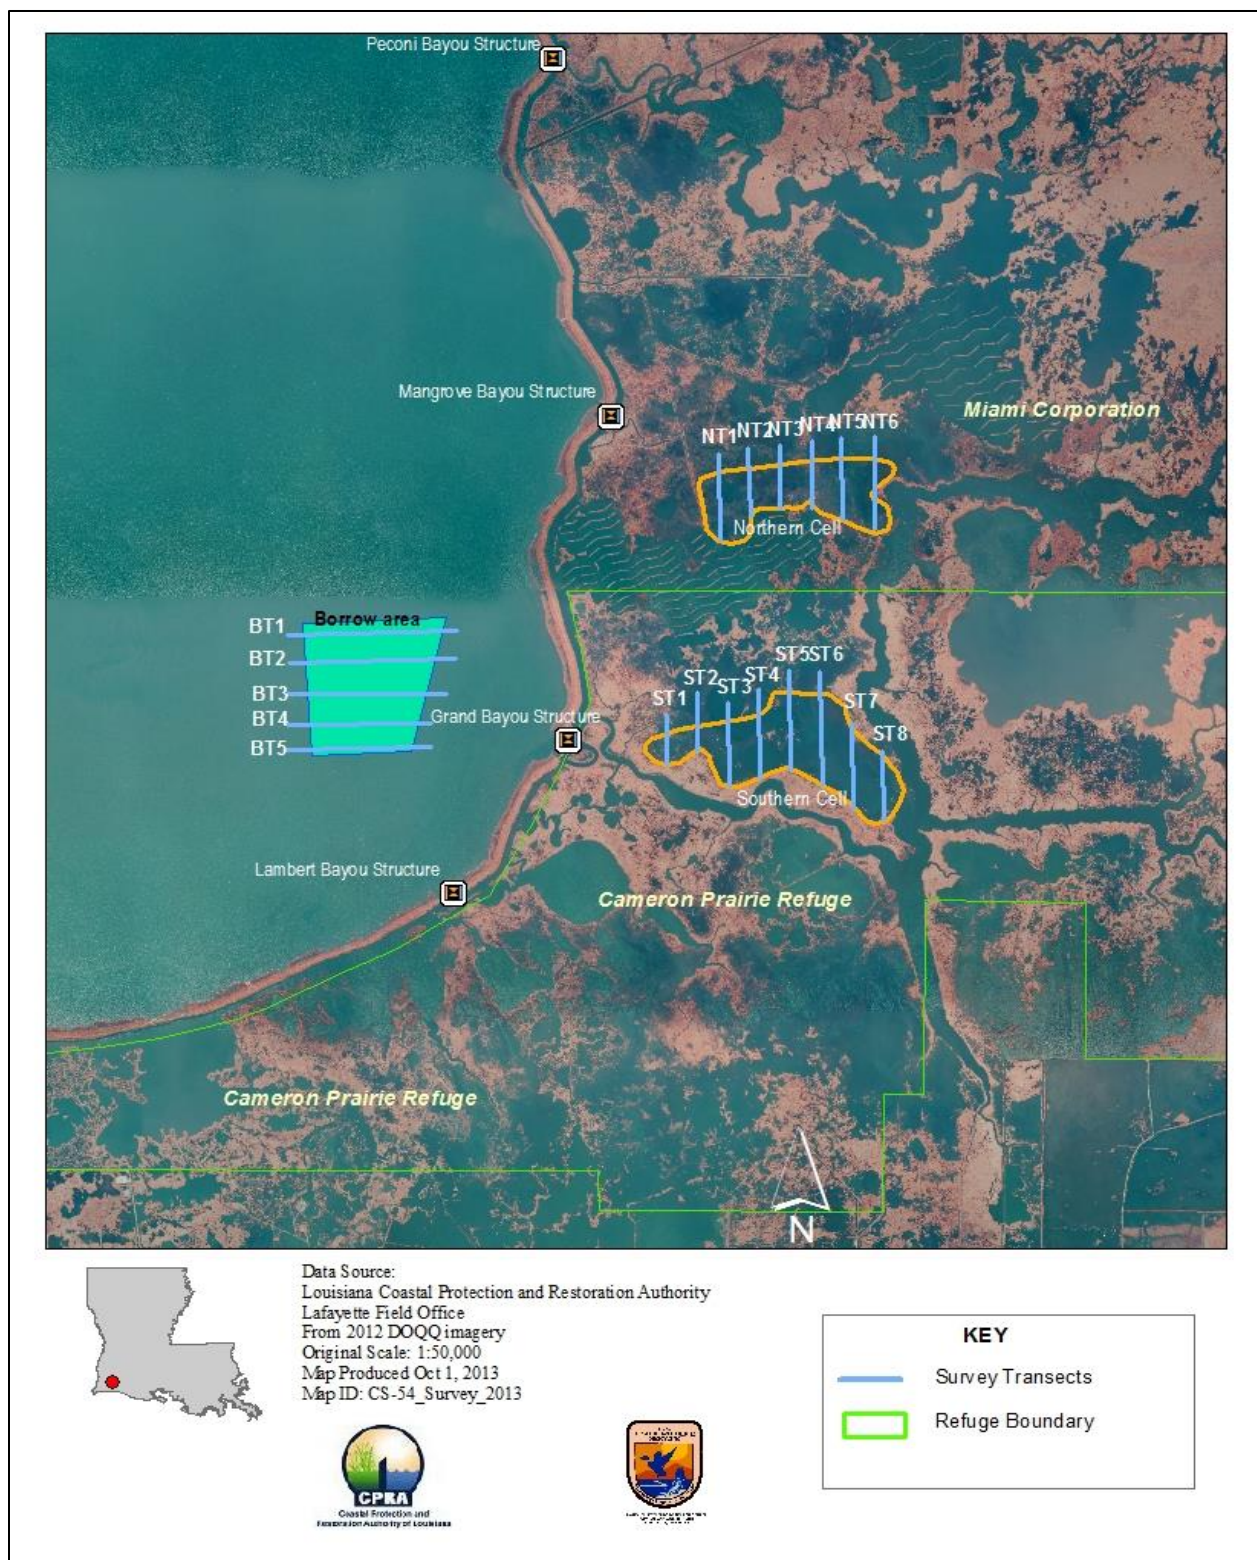 Peconi Bayou Structure
Mangrove Bayou Structure
Miami Corporation
NT1 NT2 NT3 NT4 NT5 NT6
Northern Cell
Borrow area
BT1
BT2
BT3
BT4
BT5
Grand Bayou Structure
ST1 ST2 ST3 ST4 ST5 ST6 ST7 ST8
Southern Cell
Lambert Bayou Structure
Cameron Prairie Refuge
Cameron Prairie Refuge
N
Data Source:
Louisiana Coastal Protection and Restoration Authority
Lafayette Field Office
From 2012 DOQQ imagery
Original Scale: 1:50,000
Map Produced Oct 1, 2013
Map ID: CS-54_Survey_2013
KEY
Survey Transects
Refuge Boundary
CPRA
Coastal Protection and
Restoration Authority of Louisiana